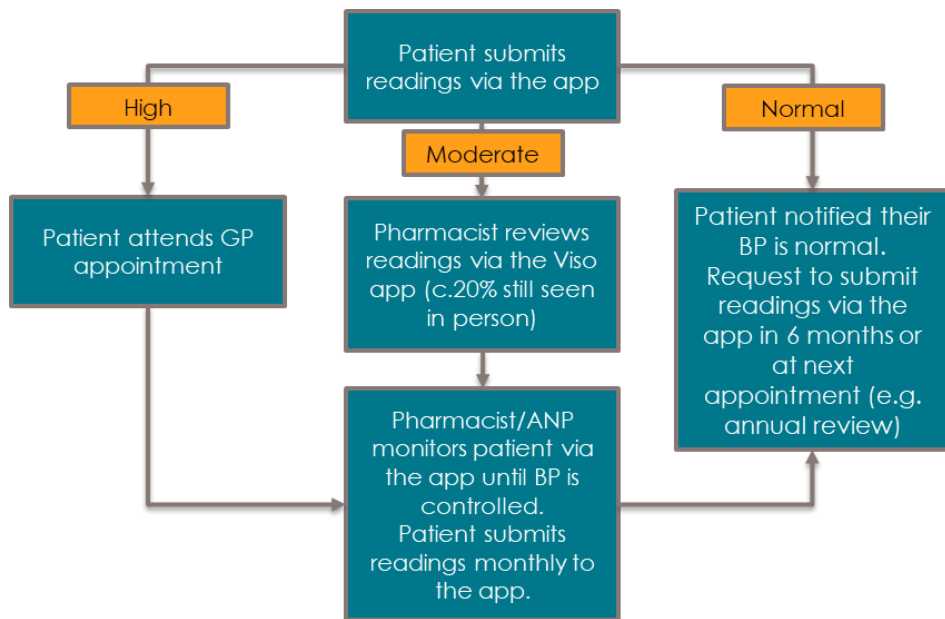 Patient submits
readings via the app
High
Moderate
Normal
Patient attends GP
appointment
Pharmacist reviews
readings via the Viso
app (c.20% still seen
in person)
Patient notified their
BP is normal.
Request to submit
readings via the
app in 6 months or
at next
appointment (e.g.
annual review)
Pharmacist/ANP
monitors patient via
the app until BP is
controlled.
Patient submits
readings monthly to
the app.